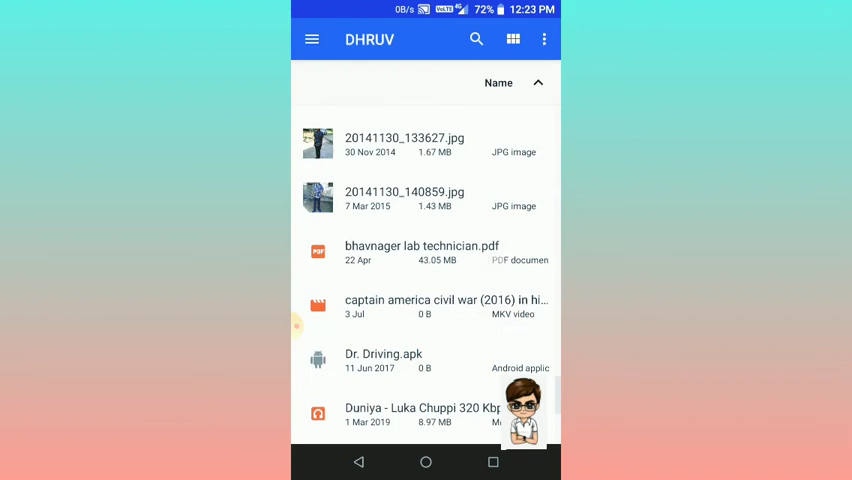 0B/s VoLTE 4G 72% 12:23 PM
DHRUV
Name
20141130_133627.jpg
30 Nov 2014 1.67 MB JPG image
20141130_140859.jpg
7 Mar 2015 1.43 MB JPG image
bhavnager lab technician.pdf
PDF
22 Apr 43.05 MB PDF documen
captain america civil war (2016) in hi...
3 Jul 0 B MKV video
Dr. Driving.apk
11 Jun 2017 0 B Android applic
Duniya - Luka Chuppi 320 Kbp
1 Mar 2019 8.97 MB